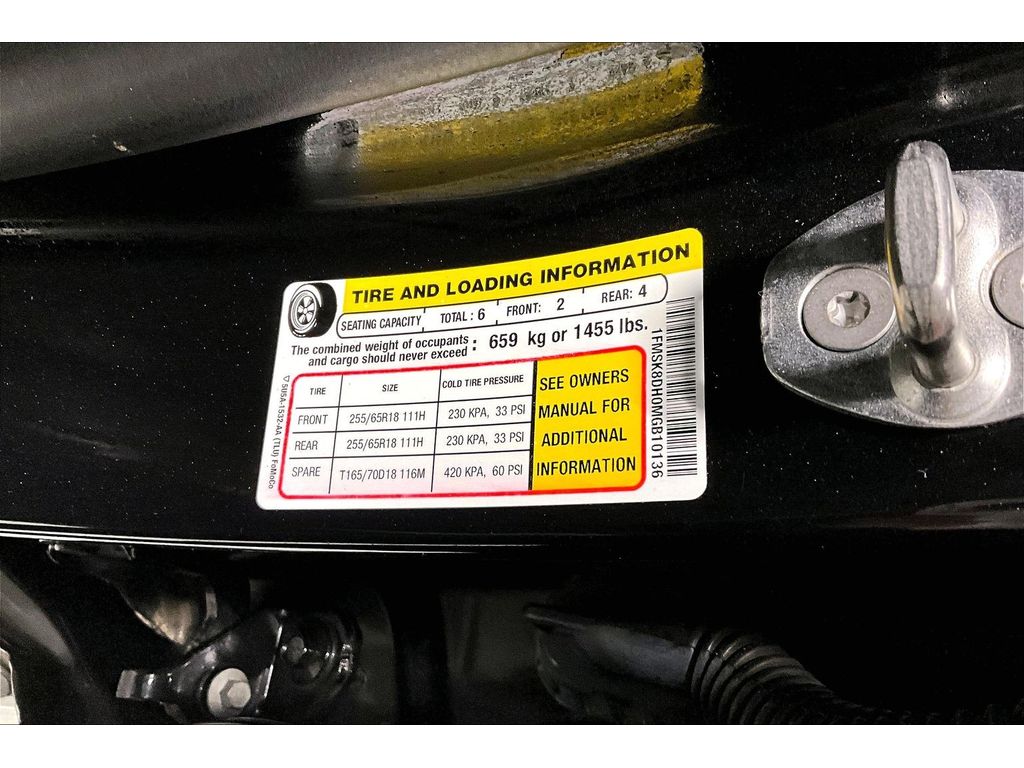 TIRE AND LOADING INFORMATION
SEATING CAPACITY TOTAL : 6 FRONT: 2 REAR: 4
The combined weight of occupants and cargo should never exceed : 659 kg or 1455 lbs.
TIRE SIZE COLD TIRE PRESSURE
FRONT 255/65R18 111H 230 KPA, 33 PSI
REAR 255/65R18 111H 230 KPA, 33 PSI
SPARE T165/70D18 116M 420 KPA, 60 PSI
SEE OWNERS
MANUAL FOR
ADDITIONAL
INFORMATION
1FMSK8DH0MGB10136
(TLU) FoMoCo